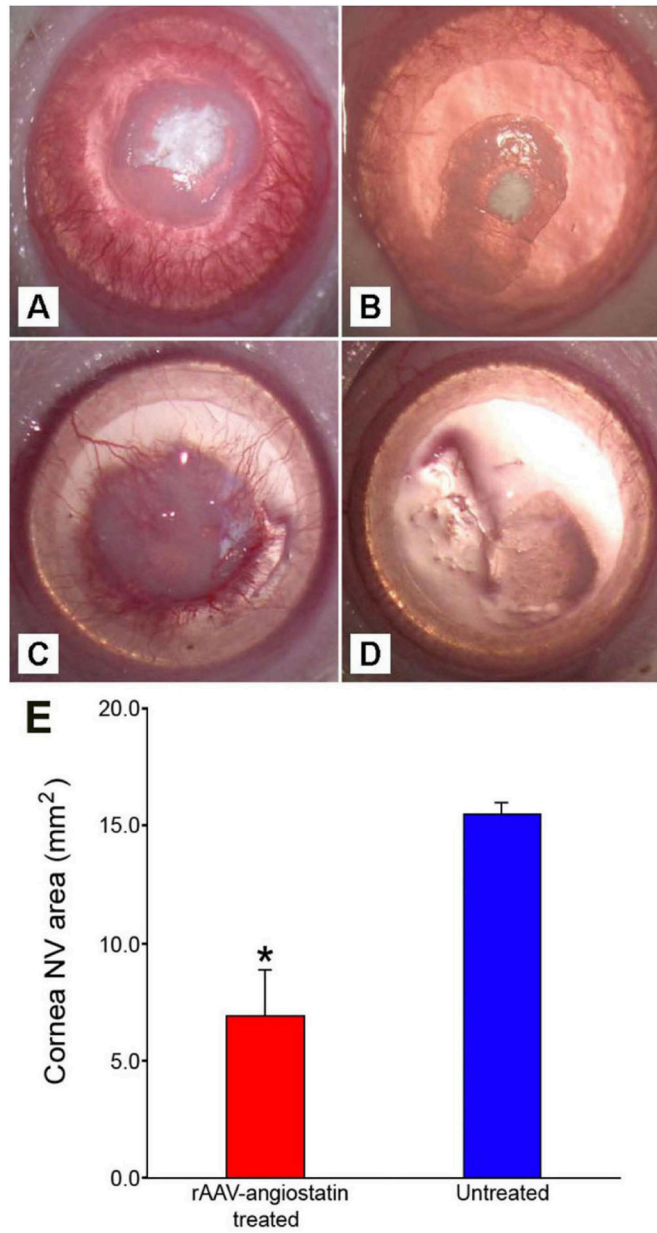 A
B
C
D
E
20.0
15.0
10.0
5.0
0.0
Cornea NV area (mm²)
*
rAAV-angiostatin
treated
Untreated